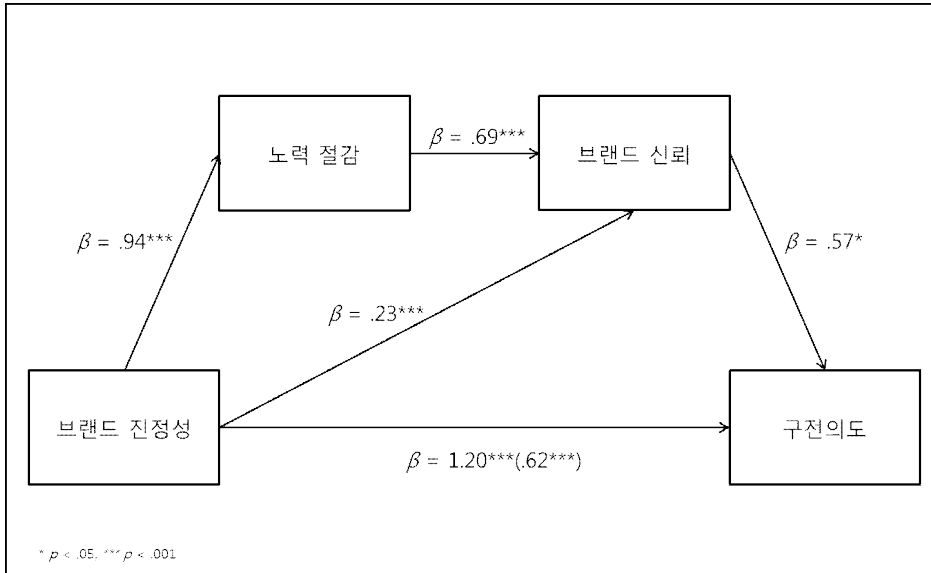 노력 절감
β = .69***
브랜드 신뢰
β = .94***
β = .57*
β = .23***
브랜드 진정성
구전의도
β = 1.20***(.62***)
* p < .05, *** p < .001